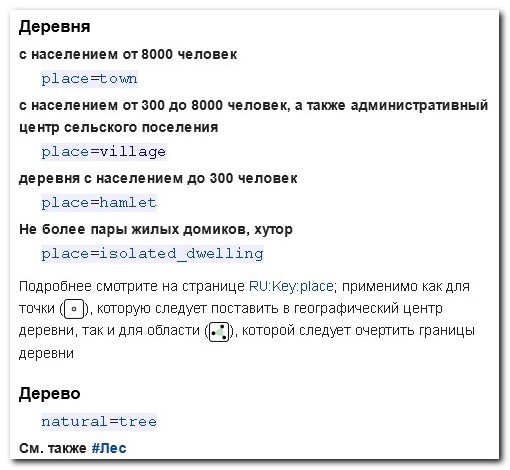 Деревня
с населением от 8000 человек
place=town
с населением от 300 до 8000 человек, а также административный
центр сельского поселения
place=village
деревня с населением до 300 человек
place=hamlet
Не более пары жилых домиков, хутор
place=isolated_dwelling
Подробнее смотрите на странице RU:Key:place; применимо как для
точки (), которую следует поставить в географический центр
деревни, так и для области (), которой следует очертить границы
деревни
Дерево
natural=tree
См. также #Лес